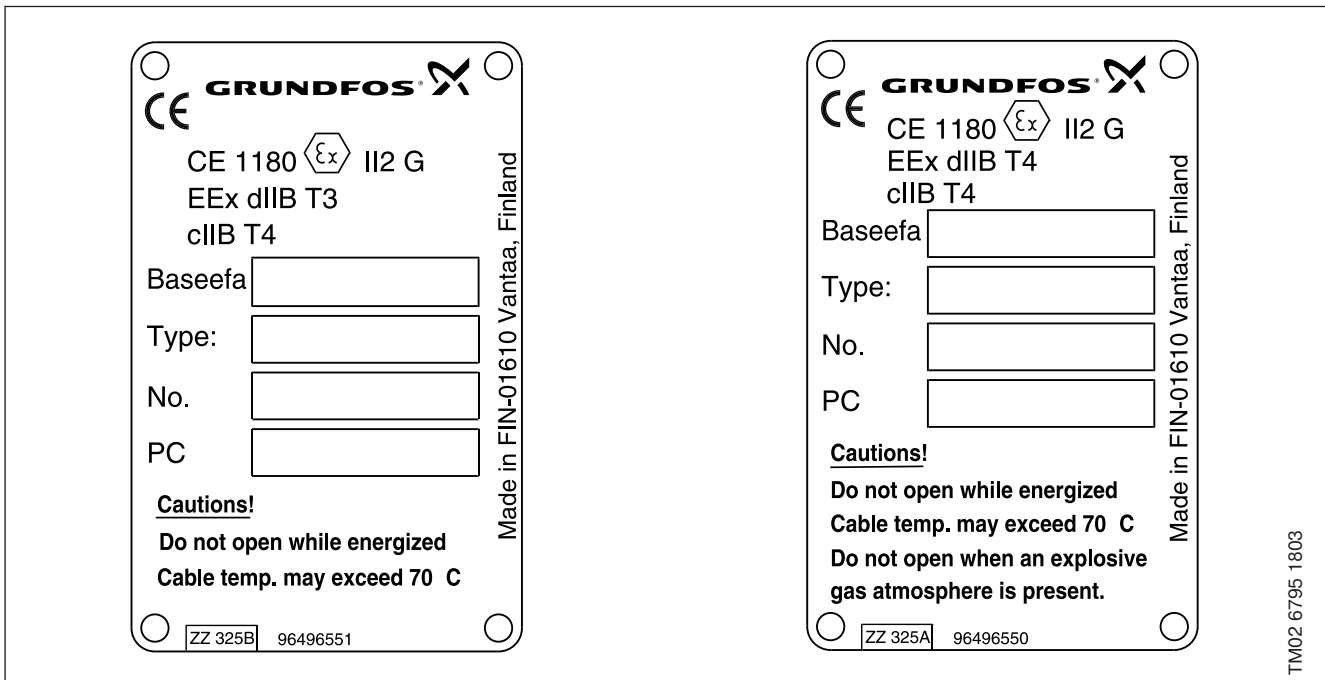 GRUNDFOS®
CE
CE 1180 Ex II2 G
EEx dIIB T3
cIIB T4
Baseefa
Type:
No.
PC
Cautions!
Do not open while energized
Cable temp. may exceed 70 C
ZZ 325B 96496551
Made in FIN-01610 Vantaa, Finland
GRUNDFOS®
CE
CE 1180 Ex II2 G
EEx dIIB T4
cIIB T4
Baseefa
Type:
No.
PC
Cautions!
Do not open while energized
Cable temp. may exceed 70 C
Do not open when an explosive
gas atmosphere is present.
ZZ 325A 96496550
Made in FIN-01610 Vantaa, Finland
TM02 6795 1803